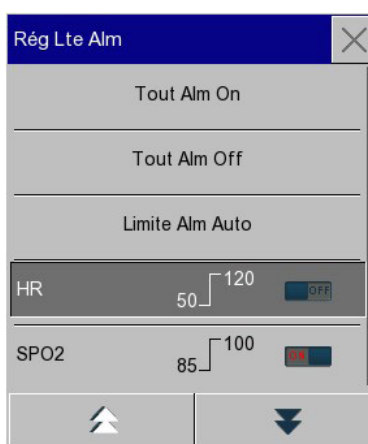 Rég Lte Alm
Tout Alm On
Tout Alm Off
Limite Alm Auto
HR 50 120 OFF
SPO2 85 100 ON